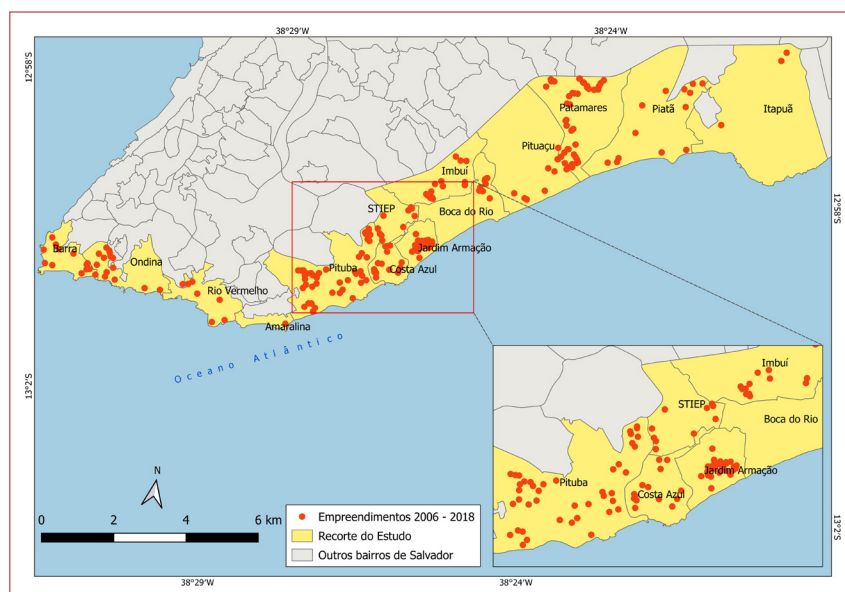 38°29'W
38°24'W
12°58'S
Patamares
Piatã
Itapuã
Pituaçu
Imbuí
STIEP
Boca do Rio
12°58'S
Barra
Ondina
Jardim Armação
Pituba
Costa Azul
Rio Vermelho
Amaralina
Oceano Atlântico
13°2'S
Imbuí
STIEP
Boca do Rio
Jardim Armação
Pituba
Costa Azul
13°2'S
N
0 2 4 6 km
Empreendimentos 2006 - 2018
Recorte do Estudo
Outros bairros de Salvador
38°29'W
38°24'W